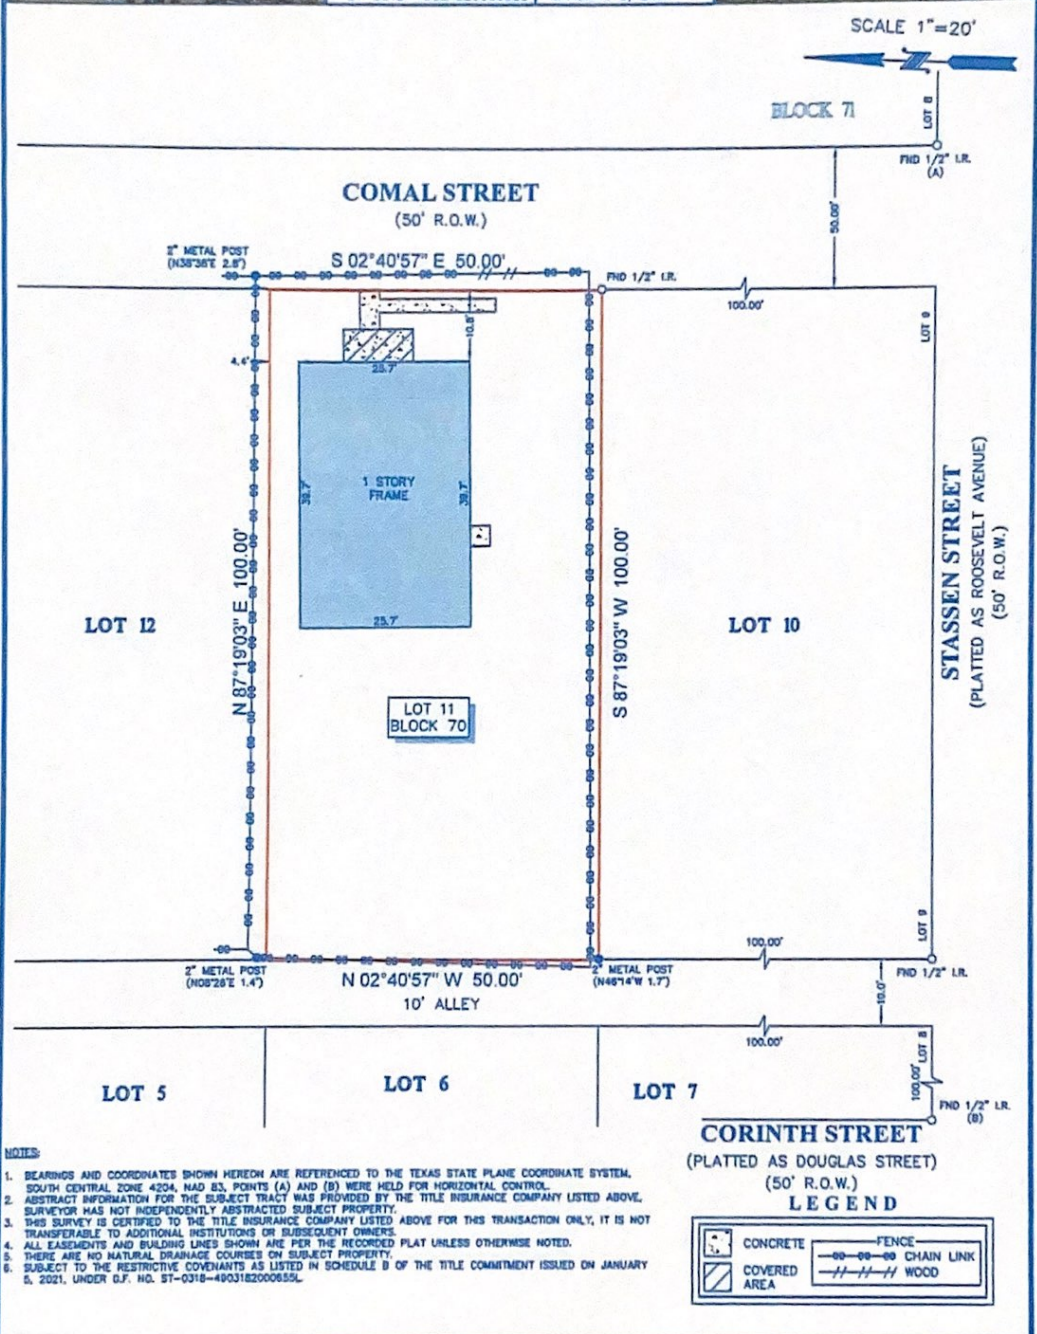 SCALE 1"=20'
BLOCK 71
LOT 8
FND 1/2" I.R.
(A)
50.00'
COMAL STREET
(50' R.O.W.)
2" METAL POST
(N38°36'E 2.8')
S 02°40'57" E 50.00'
FND 1/2" I.R.
100.00'
LOT 9
10.8'
4.4'
25.7'
1 STORY
FRAME
39.7'
39.7'
25.7'
N 87°19'03" E 100.00'
S 87°19'03" W 100.00'
LOT 12
LOT 10
STASSEN STREET
(PLATTED AS ROOSEVELT AVENUE)
(50' R.O.W.)
LOT 11
BLOCK 70
LOT 9
100.00'
2" METAL POST
(N08°28'E 1.4')
N 02°40'57" W 50.00'
10' ALLEY
2" METAL POST
(N46°14'W 1.7')
FND 1/2" I.R.
10.0'
100.00'
LOT 8
100.00'
LOT 5
LOT 6
LOT 7
FND 1/2" I.R.
(B)
CORINTH STREET
(PLATTED AS DOUGLAS STREET)
(50' R.O.W.)
NOTES:
1. BEARINGS AND COORDINATES SHOWN HEREON ARE REFERENCED TO THE TEXAS STATE PLANE COORDINATE SYSTEM,
SOUTH CENTRAL ZONE 4204, NAD 83, POINTS (A) AND (B) WERE HELD FOR HORIZONTAL CONTROL.
2. ABSTRACT INFORMATION FOR THE SUBJECT TRACT WAS PROVIDED BY THE TITLE INSURANCE COMPANY LISTED ABOVE,
SURVEYOR HAS NOT INDEPENDENTLY ABSTRACTED SUBJECT PROPERTY.
3. THIS SURVEY IS CERTIFIED TO THE TITLE INSURANCE COMPANY LISTED ABOVE FOR THIS TRANSACTION ONLY, IT IS NOT
TRANSFERABLE TO ADDITIONAL INSTITUTIONS OR SUBSEQUENT OWNERS.
4. ALL EASEMENTS AND BUILDING LINES SHOWN ARE PER THE RECORDED PLAT UNLESS OTHERWISE NOTED.
5. THERE ARE NO NATURAL DRAINAGE COURSES ON SUBJECT PROPERTY.
6. SUBJECT TO THE RESTRICTIVE COVENANTS AS LISTED IN SCHEDULE B OF THE TITLE COMMITMENT ISSUED ON JANUARY
5, 2021, UNDER G.F. NO. ST-0318-4903182000655L.
LEGEND
CONCRETE
COVERED
AREA
FENCE
CHAIN LINK
WOOD